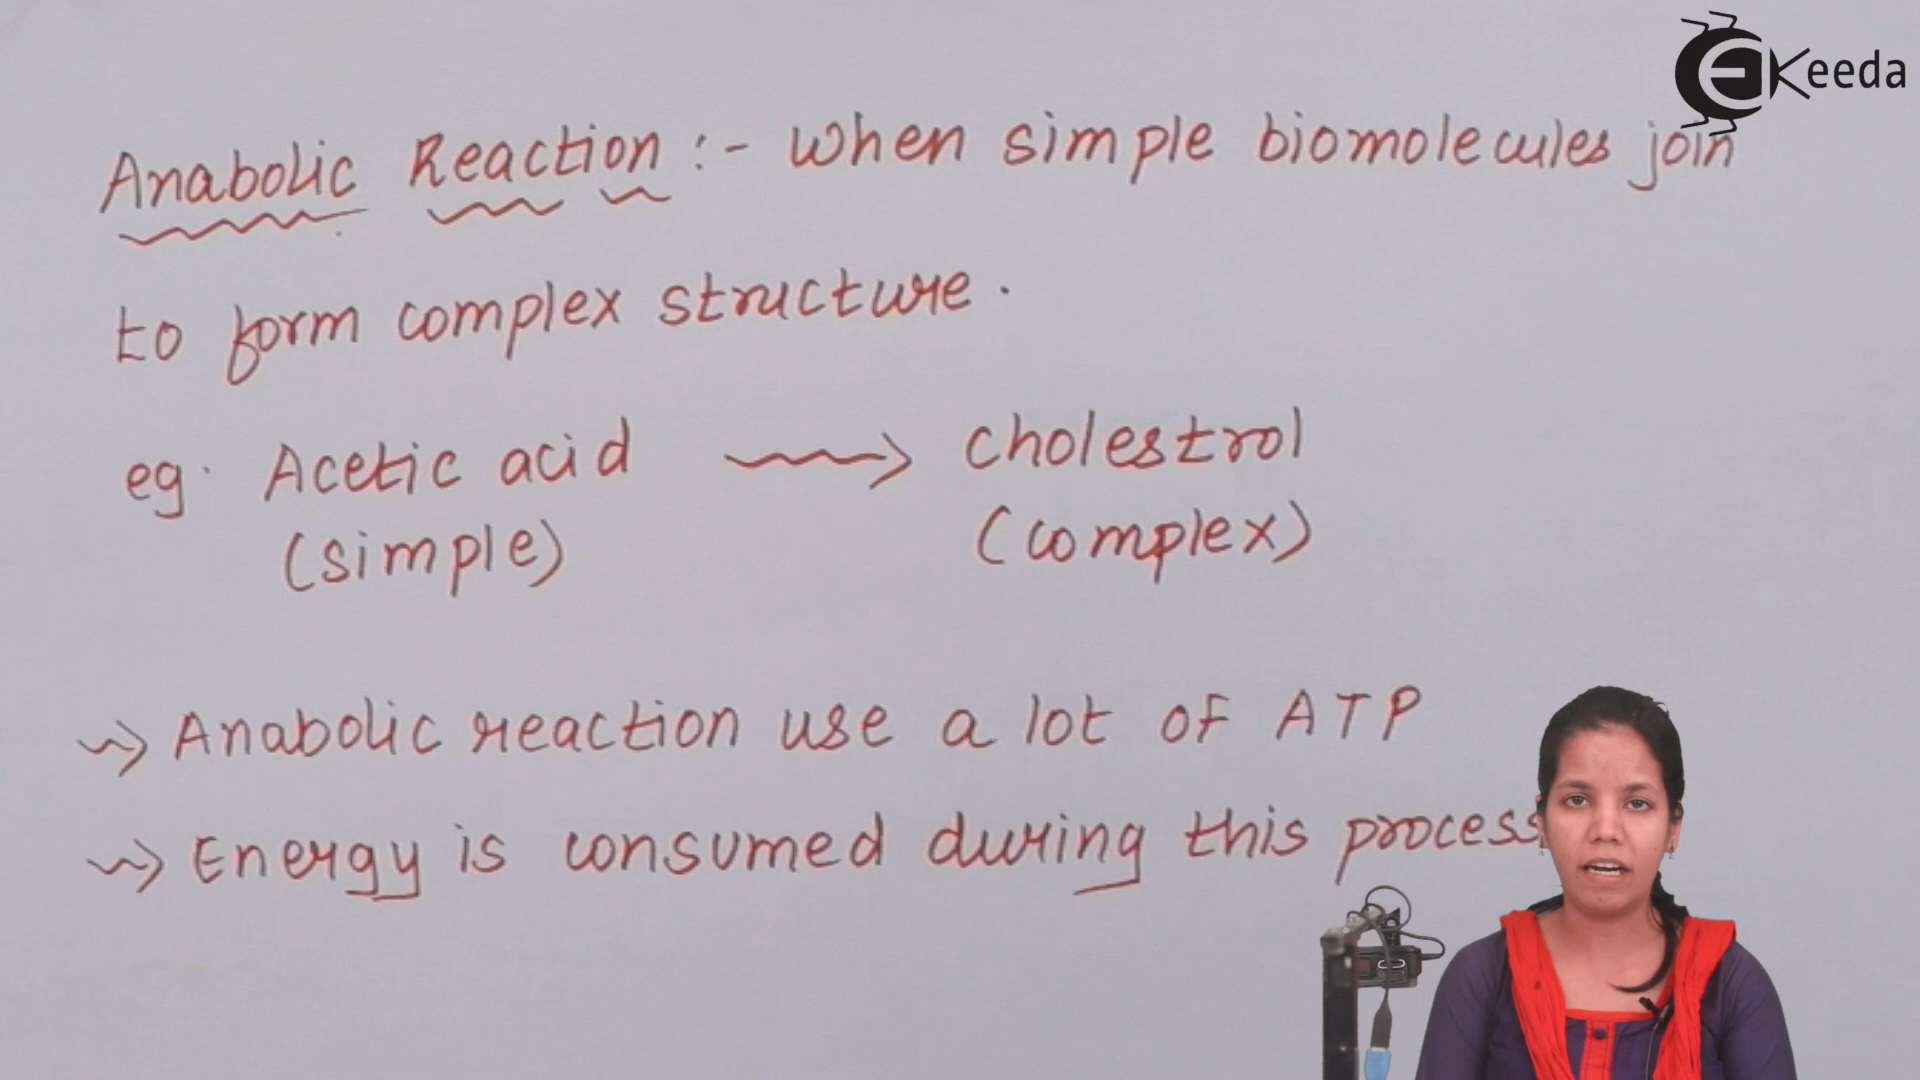 EKeeda
Anabolic Reaction :- when simple biomolecules join
to form complex structure.
eg. Acetic acid ⟿ cholestrol
(simple) (complex)
⇝ Anabolic reaction use a lot of ATP
⇝ Energy is consumed during this process